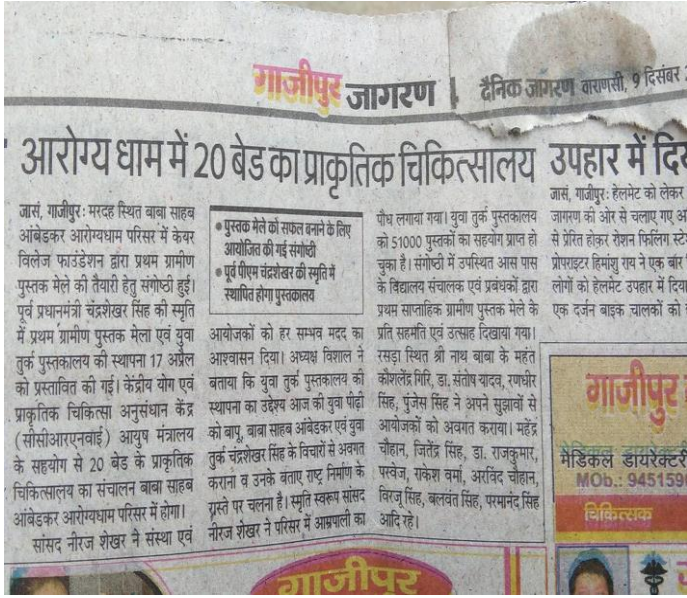 गाजीपुर जागरण
दैनिक जागरण वाराणसी, 9 दिसंबर
आरोग्य धाम में 20 बेड का प्राकृतिक चिकित्सालय
जासं, गाजीपुर: मरदह स्थित बाबा साहब
आंबेडकर आरोग्यधाम परिसर में केयर
विलेज फाउंडेशन द्वारा प्रथम ग्रामीण
पुस्तक मेले की तैयारी हेतु संगोष्ठी हुई।
पूर्व प्रधानमंत्री चंद्रशेखर सिंह की स्मृति
में प्रथम ग्रामीण पुस्तक मेला एवं युवा
तुर्क पुस्तकालय की स्थापना 17 अप्रैल
को प्रस्तावित की गई। केंद्रीय योग एवं
प्राकृतिक चिकित्सा अनुसंधान केंद्र
(सीसीआरएनवाई) आयुष मंत्रालय
के सहयोग से 20 बेड के प्राकृतिक
चिकित्सालय का संचालन बाबा साहब
आंबेडकर आरोग्यधाम परिसर में होगा।
सांसद नीरज शेखर ने संस्था एवं
• पुस्तक मेले को सफल बनाने के लिए
आयोजित की गई संगोष्ठी
• पूर्व पीएम चंद्रशेखर की स्मृति में
स्थापित होगा पुस्तकालय
आयोजकों को हर सम्भव मदद का
आश्वासन दिया। अध्यक्ष विशाल ने
बताया कि युवा तुर्क पुस्तकालय की
स्थापना का उद्देश्य आज की युवा पीढ़ी
को बापू, बाबा साहब आंबेडकर एवं युवा
तुर्क चंद्रशेखर सिंह के विचारों से अवगत
कराना व उनके बताए राष्ट्र निर्माण के
रास्ते पर चलना है। स्मृति स्वरूप सांसद
नीरज शेखर ने परिसर में आम्रपाली का
पौध लगाया गया। युवा तुर्क पुस्तकालय
को 51000 पुस्तकों का सहयोग प्राप्त हो
चुका है। संगोष्ठी में उपस्थित आस पास
के विद्यालय संचालक एवं प्रबंधकों द्वारा
प्रथम साप्ताहिक ग्रामीण पुस्तक मेले के
प्रति सहमति एवं उत्साह दिखाया गया।
रसड़ा स्थित श्री नाथ बाबा के महंत
कौशलेंद्र गिरि, डा. संतोष यादव, रणधीर
सिंह, पुंजेस सिंह ने अपने सुझावों से
आयोजकों को अवगत कराया। महेंद्र
चौहान, जितेंद्र सिंह, डा. राजकुमार,
परवेज, राकेश वर्मा, अरविंद चौहान,
विरजू सिंह, बलवंत सिंह, परमानंद सिंह
आदि रहे।
उपहार में
जासं, गाजीपुर: हेलमेट को लेकर
जागरण की ओर से चलाए गए
से प्रेरित होकर रोशन फिलिंग
प्रोपराइटर हिमांशु राय ने एक बार
लोगों को हेलमेट उपहार में दिया
एक दर्जन बाइक चालकों को
गाजीपुर
मेडिकल डायरेक्टरी
MOb.: 945159
चिकित्सक
गाजीपुर